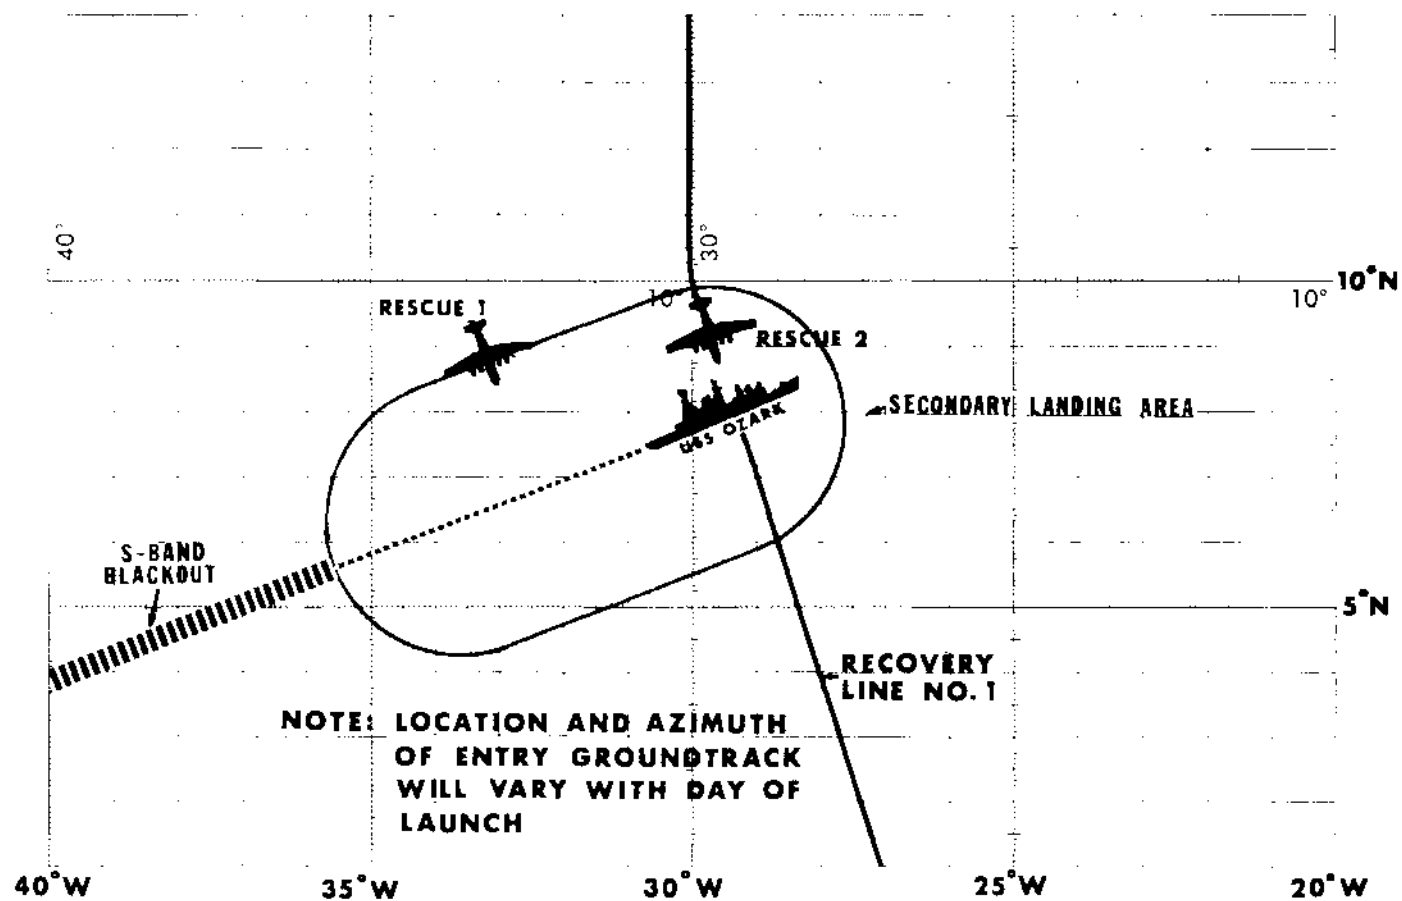 40°
30°
10°N
10°
10°
RESCUE 1
RESCUE 2
SECONDARY LANDING AREA
USS OZARK
S-BAND
BLACKOUT
5°N
RECOVERY
LINE NO. 1
NOTE: LOCATION AND AZIMUTH
OF ENTRY GROUNDTRACK
WILL VARY WITH DAY OF
LAUNCH
40°W
35°W
30°W
25°W
20°W